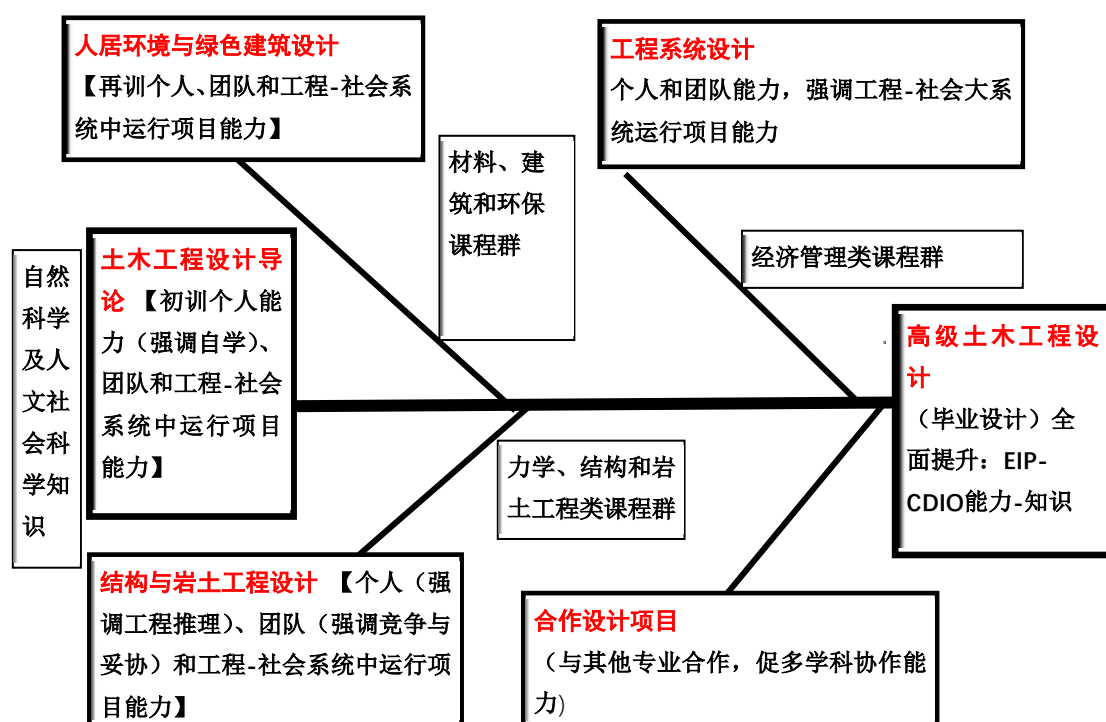 人居环境与绿色建筑设计
【再训个人、团队和工程-社会系
统中运行项目能力】
工程系统设计
个人和团队能力，强调工程-社会大系
统运行项目能力
材料、建
筑和环保
课程群
经济管理类课程群
自然
科学
及人
文社
会科
学知
识
土木工程设计导
论 【初训个人能
力（强调自学）、
团队和工程-社会
系统中运行项目
能力】
高级土木工程设
计
（毕业设计）全
面提升：EIP-
CDIO能力-知识
力学、结构和岩
土工程类课程群
结构与岩土工程设计 【个人（强
调工程推理）、团队（强调竞争与
妥协）和工程-社会系统中运行项
目能力】
合作设计项目
（与其他专业合作，促多学科协作能
力)